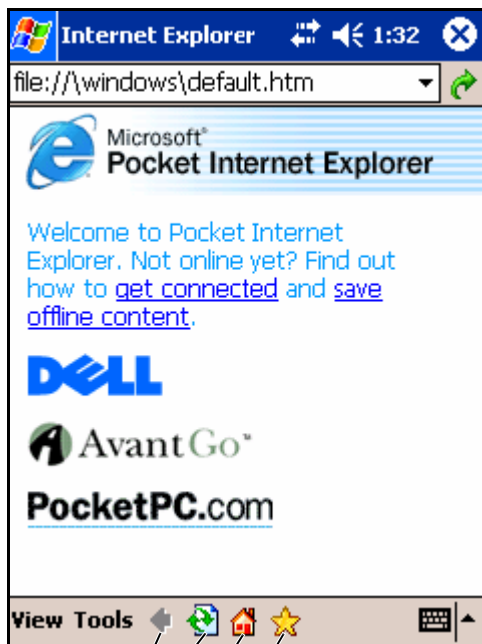 Internet Explorer 1:32
file://\windows\default.htm
Microsoft®
Pocket Internet Explorer
Welcome to Pocket Internet
Explorer. Not online yet? Find out
how to get connected and save
offline content.
DELL
AvantGo™
PocketPC.com
View Tools